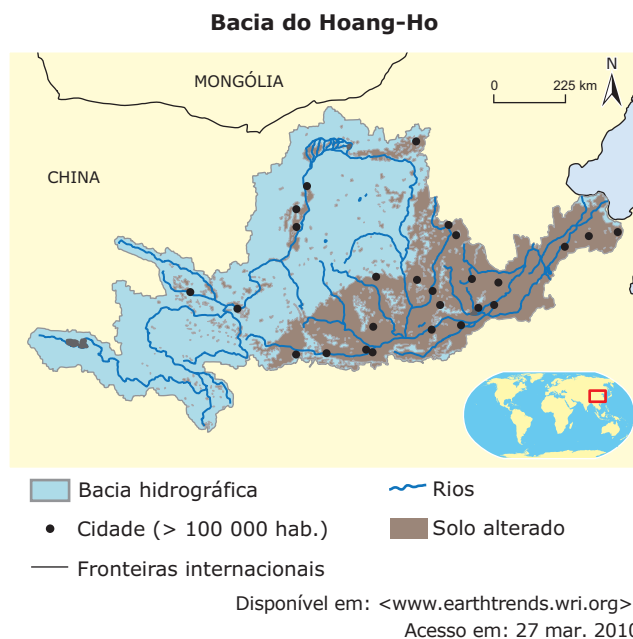 Bacia do Hoang-Ho
MONGÓLIA
N
0 225 km
CHINA
Bacia hidrográfica
Rios
Cidade (> 100 000 hab.)
Solo alterado
Fronteiras internacionais
Disponível em: <www.earthtrends.wri.org>
Acesso em: 27 mar. 2010